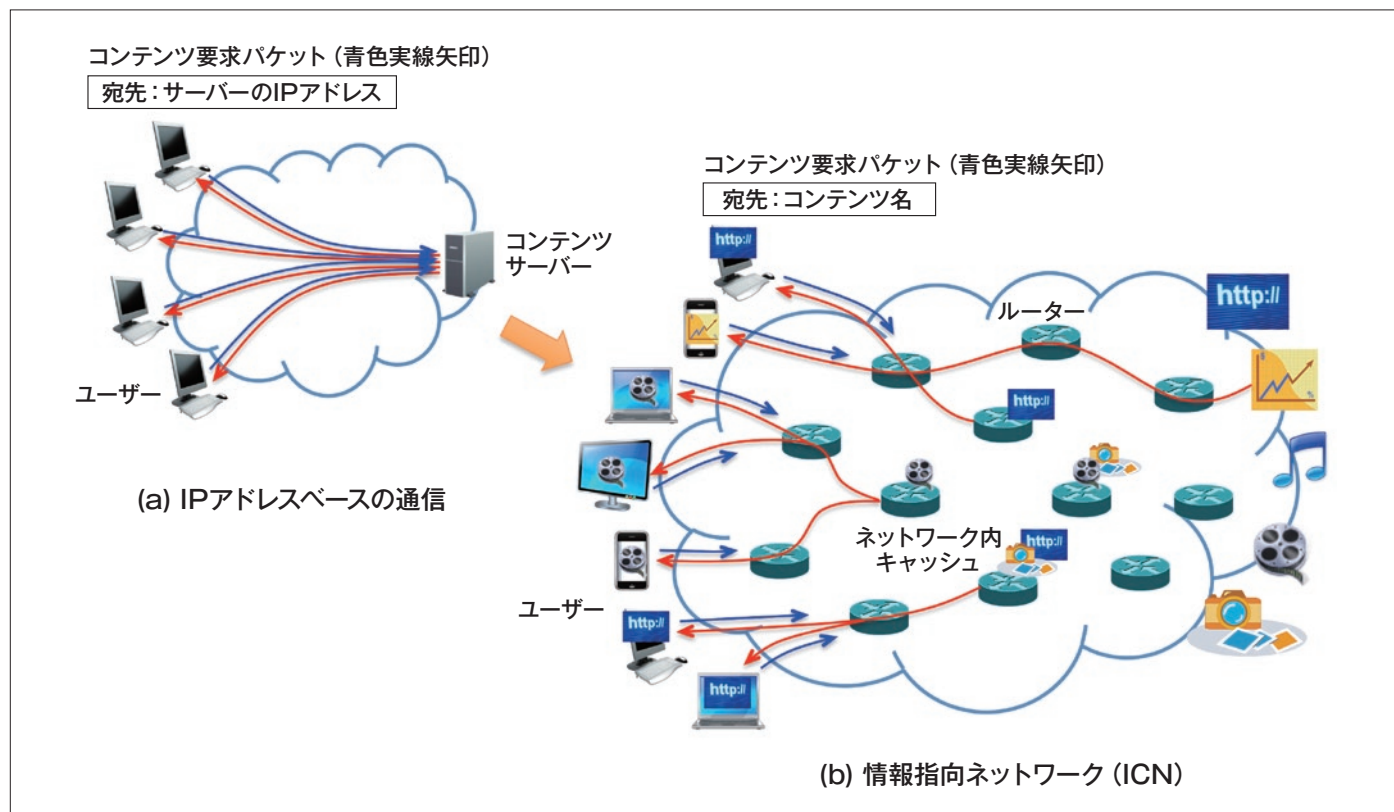 コンテンツ要求パケット（青色実線矢印）
宛先：サーバーのIPアドレス
コンテンツ
サーバー
ユーザー
(a) IPアドレスベースの通信
コンテンツ要求パケット（青色実線矢印）
宛先：コンテンツ名
http://
http://
ルーター
http://
ネットワーク内
キャッシュ
http://
ユーザー
http://
http://
(b) 情報指向ネットワーク（ICN）